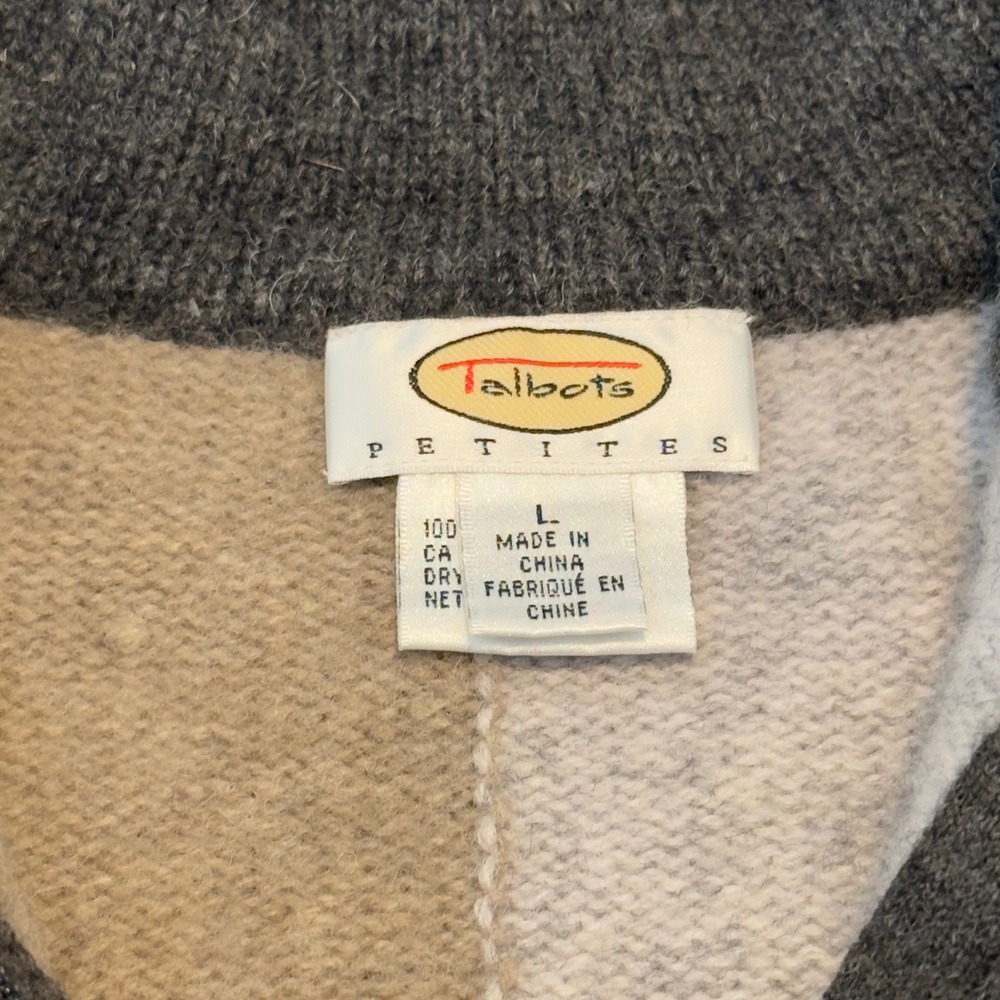 Talbots
PETITES
L
MADE IN
CHINA
FABRIQUÉ EN
CHINE
100
CA
DRY
NET